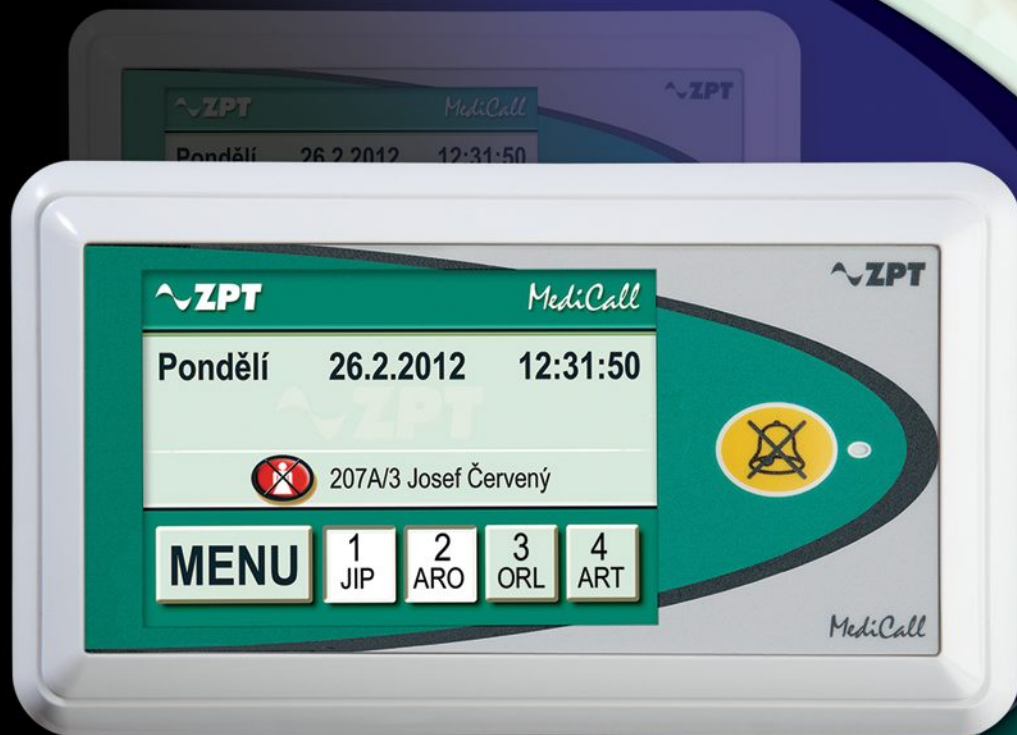 ZPT MediCall ZPT
Pondělí 26.2.2012 12:31:50
ZPT
ZPT MediCall
Pondělí 26.2.2012 12:31:50
ZPT
207A/3 Josef Červený
MENU 1 JIP 2 ARO 3 ORL 4 ART
MediCall